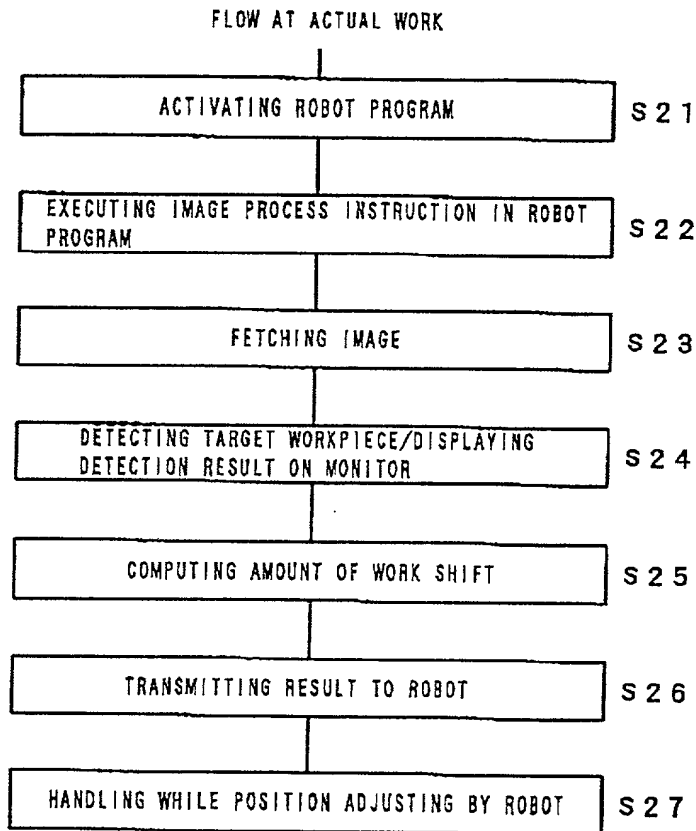 FLOW AT ACTUAL WORK
ACTIVATING ROBOT PROGRAM S21
EXECUTING IMAGE PROCESS INSTRUCTION IN ROBOT
PROGRAM S22
FETCHING IMAGE S23
DETECTING TARGET WORKPIECE/DISPLAYING
DETECTION RESULT ON MONITOR S24
COMPUTING AMOUNT OF WORK SHIFT S25
TRANSMITTING RESULT TO ROBOT S26
HANDLING WHILE POSITION ADJUSTING BY ROBOT S27